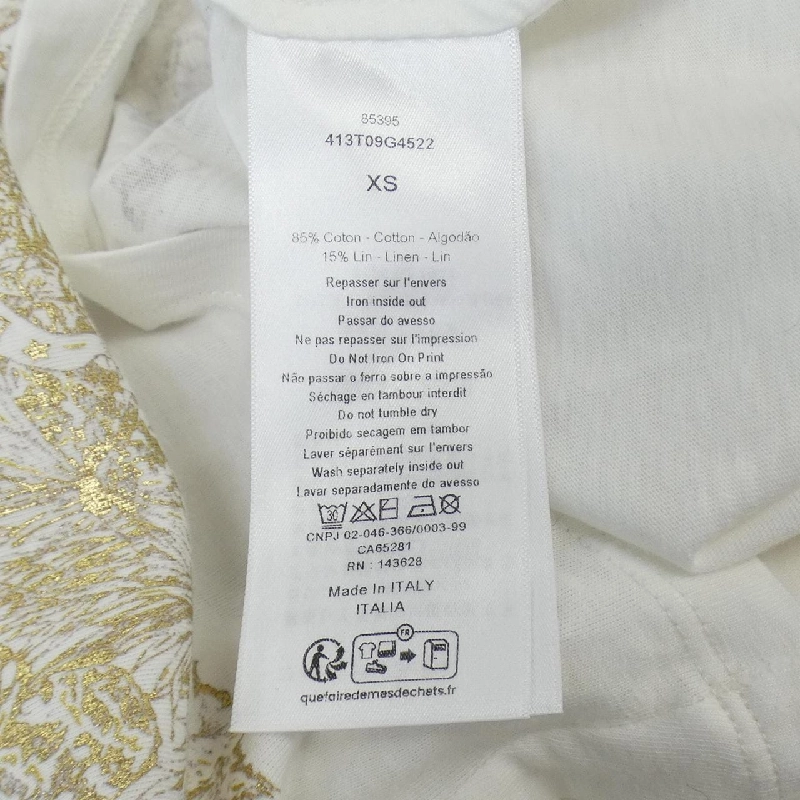 85395
413T09G4522
XS
85% Coton - Cotton - Algodão
15% Lin - Linen - Lin
Repasser sur l'envers
Iron inside out
Passar do avesso
Ne pas repasser sur l'impression
Do Not Iron On Print
Não passar o ferro sobre a impressão
Séchage en tambour interdit
Do not tumble dry
Proibido secagem em tambor
Laver séparément sur l'envers
Wash separately inside out
Lavar separadamente do avesso
30
CNPJ 02-046-366/0003-99
CA65281
RN : 143628
Made In ITALY
ITALIA
FR
quefairedemesdechets.fr